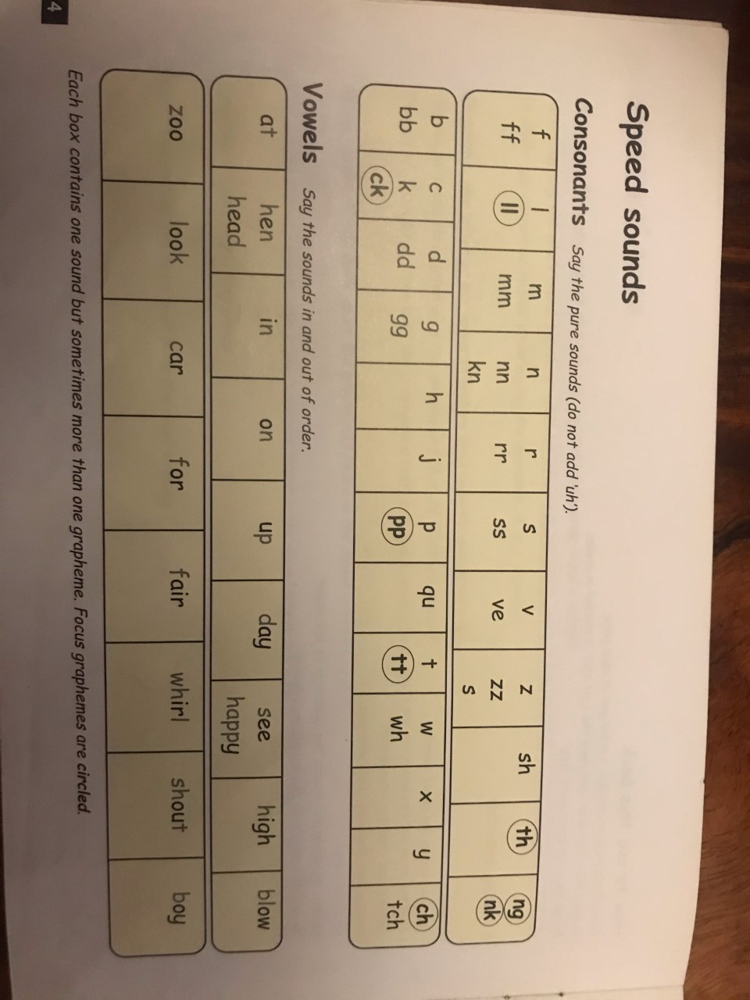 Speed sounds
Consonants Say the pure sounds (do not add 'uh').
f l m n r s v z sh th ng
ff ll mm nn rr ss ve zz nk
kn s
b c d g h j p qu t w x y ch
bb k dd gg pp tt wh tch
ck
Vowels Say the sounds in and out of order.
at hen in on up day see high blow
head happy
zoo look car for fair whirl shout boy
Each box contains one sound but sometimes more than one grapheme. Focus graphemes are circled.
4